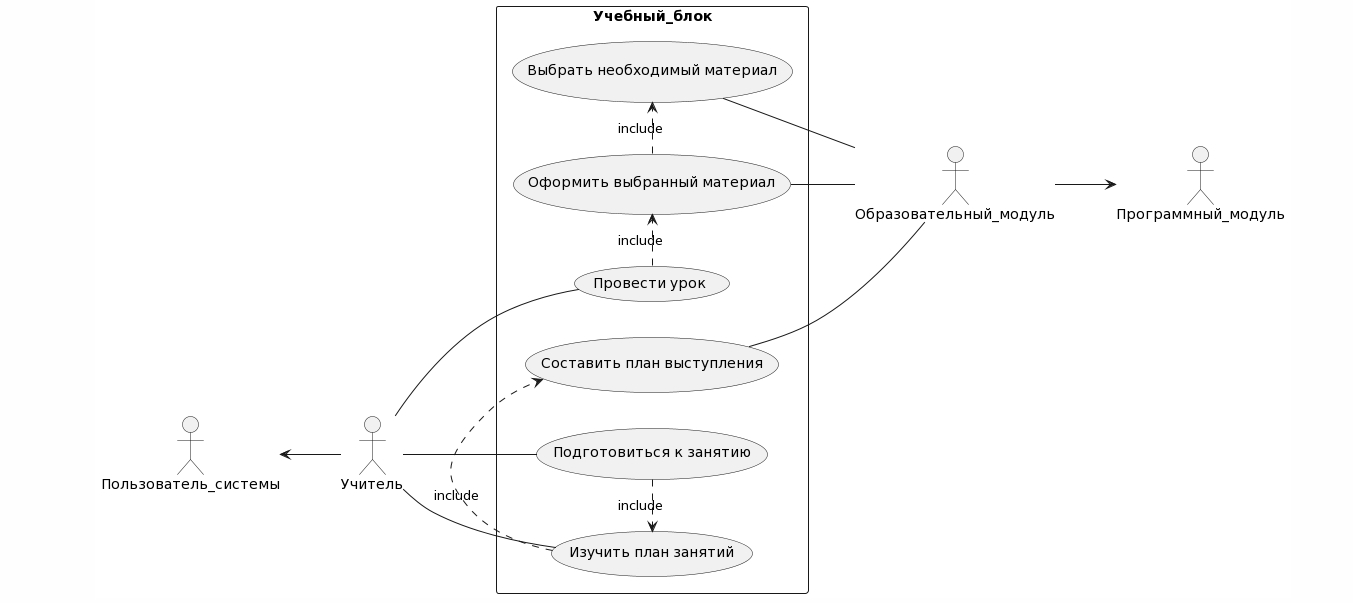 Учебный_блок
Выбрать необходимый материал
include
Оформить выбранный материал
include
Провести урок
Составить план выступления
Подготовиться к занятию
include
include
Изучить план занятий
Пользователь_системы
Учитель
Образовательный_модуль
Программный_модуль